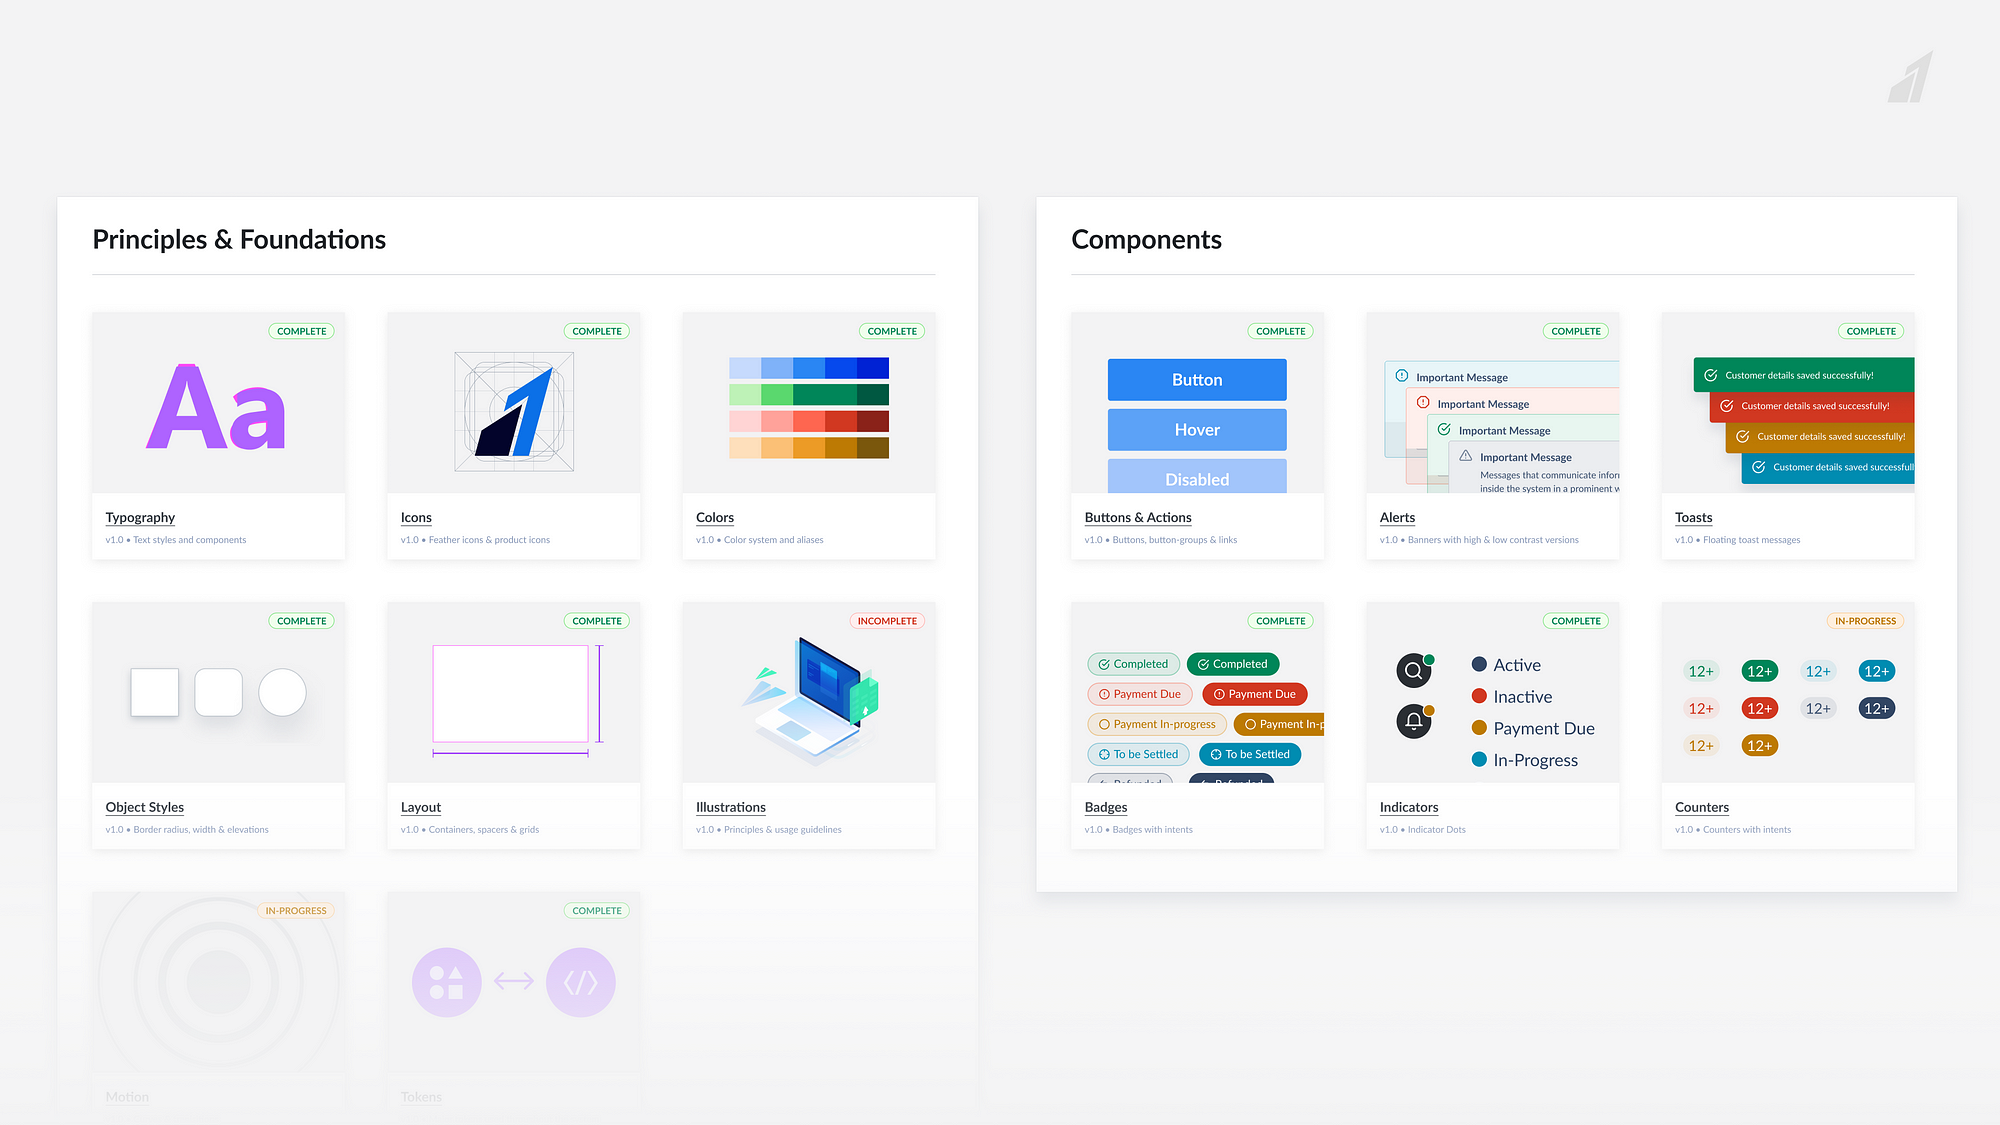 Principles & Foundations
COMPLETE
Aa
Typography
v1.0 • Text styles and components
COMPLETE
Icons
v1.0 • Feather icons & product icons
COMPLETE
Colors
v1.0 • Color system and aliases
COMPLETE
Object Styles
v1.0 • Border radius, width & elevations
COMPLETE
Layout
v1.0 • Containers, spacers & grids
INCOMPLETE
Illustrations
v1.0 • Principles & usage guidelines
IN-PROGRESS
Motion
COMPLETE
Tokens
Components
COMPLETE
Button
Hover
Disabled
Buttons & Actions
v1.0 • Buttons, button-groups & links
COMPLETE
Important Message
Important Message
Important Message
Important Message
Messages that communicate inforn
inside the system in a prominent w
Alerts
v1.0 • Banners with high & low contrast versions
COMPLETE
Customer details saved successfully!
Customer details saved successfully!
Customer details saved successfully!
Customer details saved successfull
Toasts
v1.0 • Floating toast messages
COMPLETE
Completed Completed
Payment Due Payment Due
Payment In-progress Payment In-p
To be Settled To be Settled
Refunded Refunded
Badges
v1.0 • Badges with intents
COMPLETE
Active
Inactive
Payment Due
In-Progress
Indicators
v1.0 • Indicator Dots
IN-PROGRESS
12+ 12+ 12+ 12+
12+ 12+ 12+ 12+
12+ 12+
Counters
v1.0 • Counters with intents